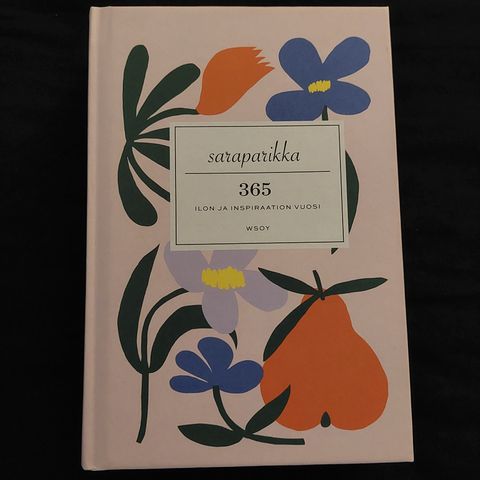 saraparikka
365
ILON JA INSPIRAATION VUOSI
WSOY